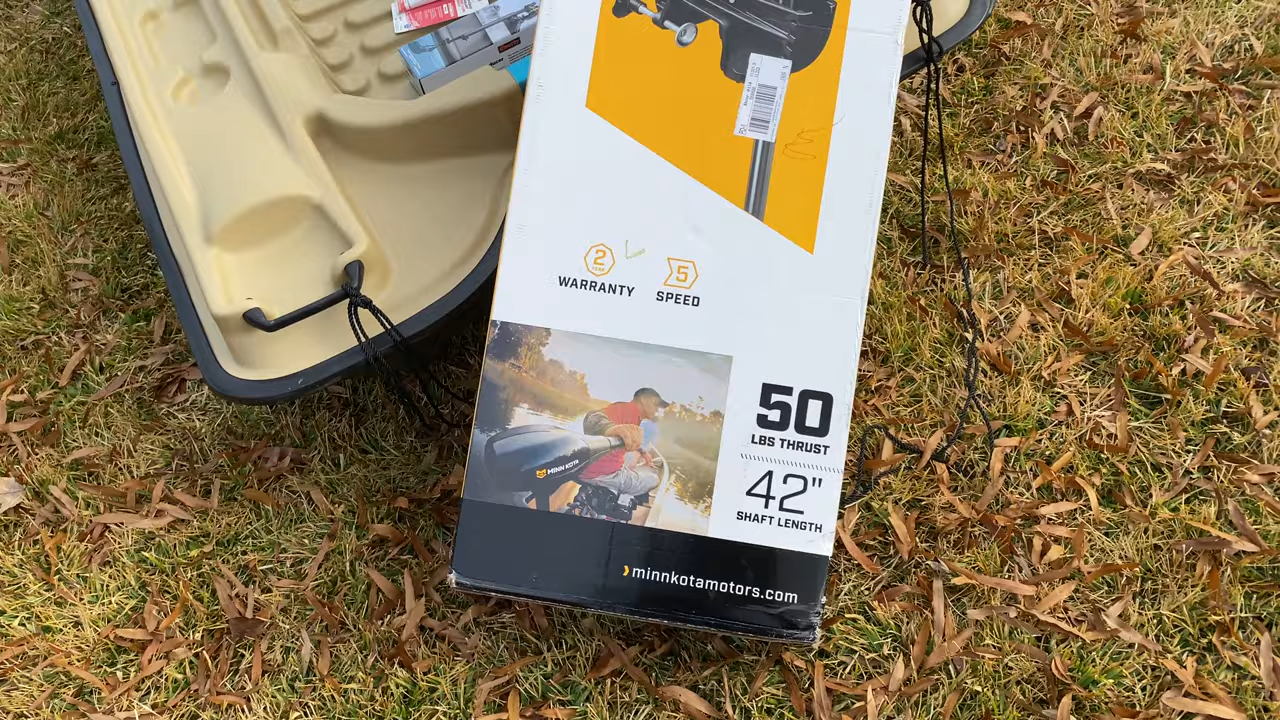 2
YEAR
WARRANTY
5
SPEED
MINN KOTA
50
LBS THRUST
42"
SHAFT LENGTH
minnkotamotors.com